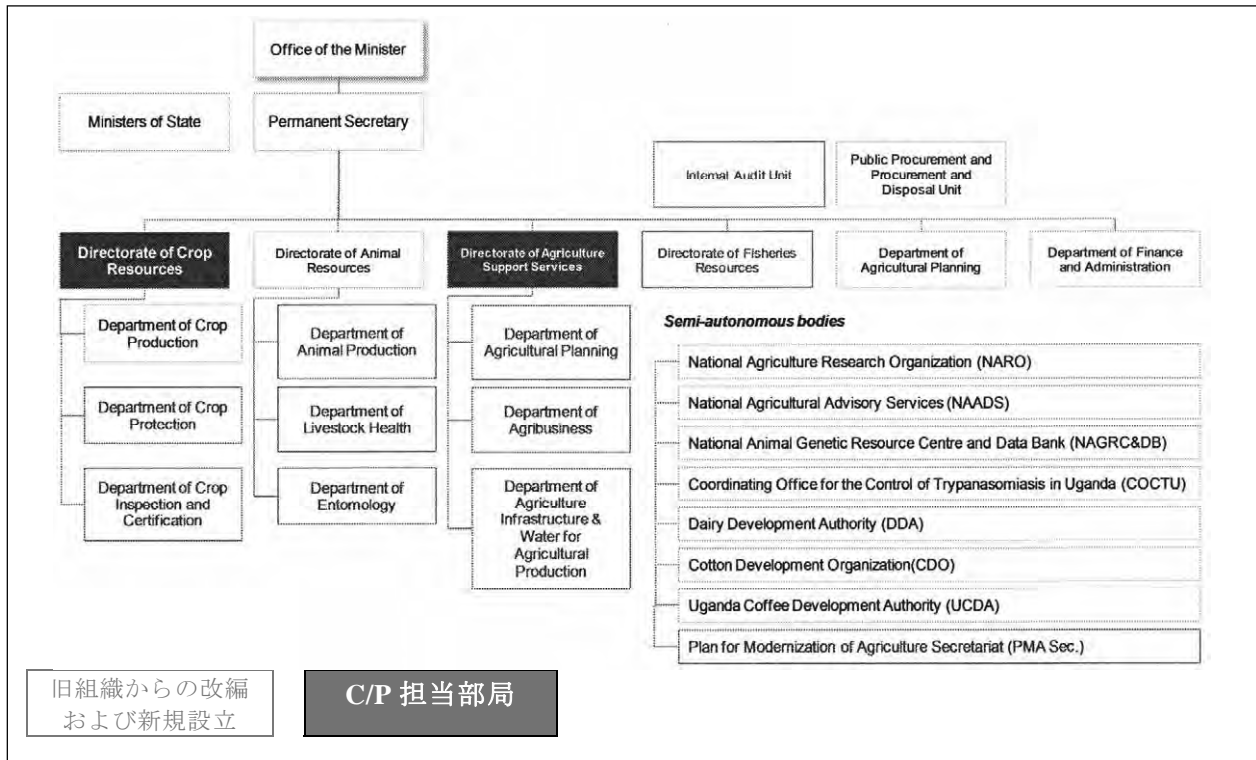 Office of the Minister
Ministers of State
Permanent Secretary
Internal Audit Unit
Public Procurement and
Procurement and
Disposal Unit
Directorate of Crop
Resources
Directorate of Animal
Resources
Directorate of Agriculture
Support Services
Directorate of Fisheries
Resources
Department of
Agricultural Planning
Department of Finance
and Administration
Department of Crop
Production
Department of Crop
Protection
Department of Crop
Inspection and
Certification
Department of
Animal Production
Department of
Livestock Health
Department of
Entomology
Department of
Agricultural Planning
Department of
Agribusiness
Department of
Agriculture
Infrastructure &
Water for
Agricultural
Production
Semi-autonomous bodies
National Agriculture Research Organization (NARO)
National Agricultural Advisory Services (NAADS)
National Animal Genetic Resource Centre and Data Bank (NAGRC&DB)
Coordinating Office for the Control of Trypanasomiasis in Uganda (COCTU)
Dairy Development Authority (DDA)
Cotton Development Organization(CDO)
Uganda Coffee Development Authority (UCDA)
Plan for Modernization of Agriculture Secretariat (PMA Sec.)
旧組織からの改編
および新規設立
C/P 担当部局